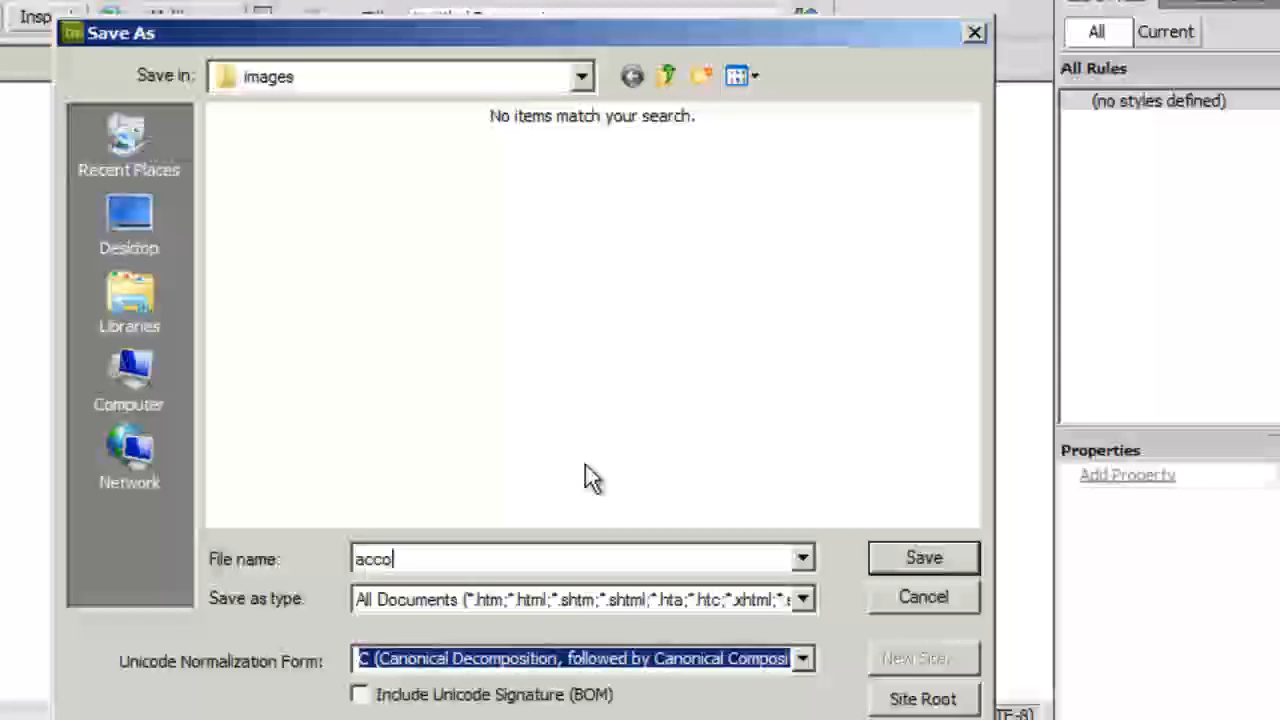 Save As
All
Current
Save in:
images
All Rules
(no styles defined)
No items match your search.
Recent Places
Desktop
Libraries
Computer
Network
Properties
Add Property
File name:
acco
Save
Save as type:
All Documents (*.htm;*.html;*.shtm;*.shtml;*.hta;*.htc;*.xhtml;*.s
Cancel
Unicode Normalization Form:
C (Canonical Decomposition, followed by Canonical Composi
New Site...
Include Unicode Signature (BOM)
Site Root